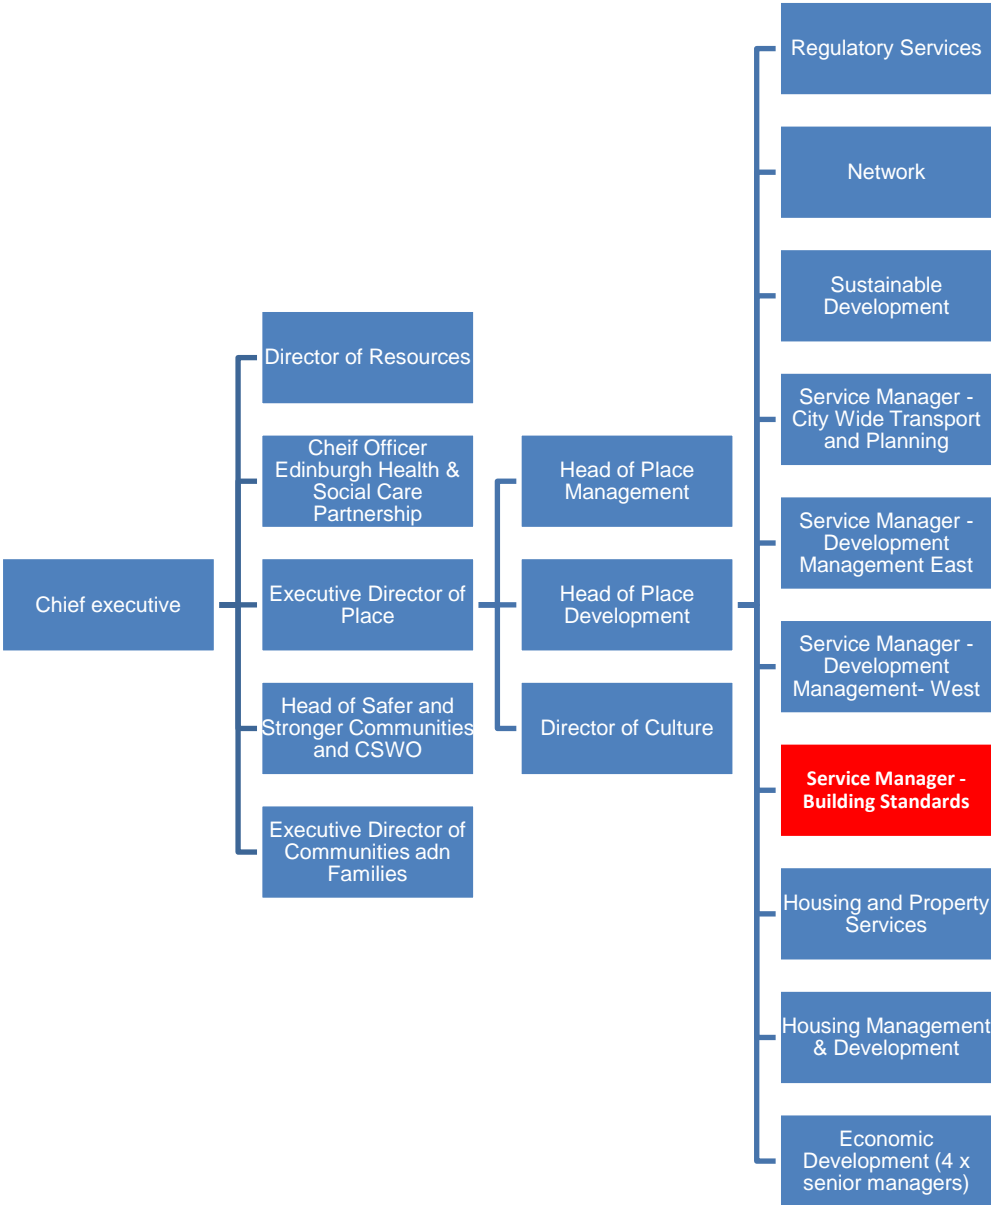 Chief executive
Director of Resources
Cheif Officer
Edinburgh Health &
Social Care
Partnership
Executive Director of
Place
Head of Safer and
Stronger Communities
and CSWO
Executive Director of
Communities adn
Families
Head of Place
Management
Head of Place
Development
Director of Culture
Regulatory Services
Network
Sustainable
Development
Service Manager -
City Wide Transport
and Planning
Service Manager -
Development
Management East
Service Manager -
Development
Management- West
Service Manager -
Building Standards
Housing and Property
Services
Housing Management
& Development
Economic
Development (4 x
senior managers)